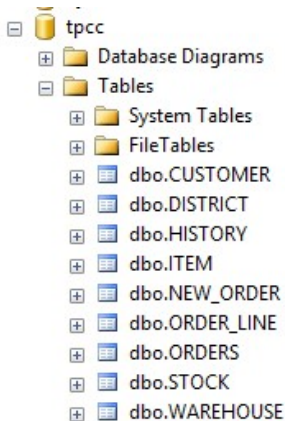 tpcc
Database Diagrams
Tables
System Tables
FileTables
dbo.CUSTOMER
dbo.DISTRICT
dbo.HISTORY
dbo.ITEM
dbo.NEW_ORDER
dbo.ORDER_LINE
dbo.ORDERS
dbo.STOCK
dbo.WAREHOUSE